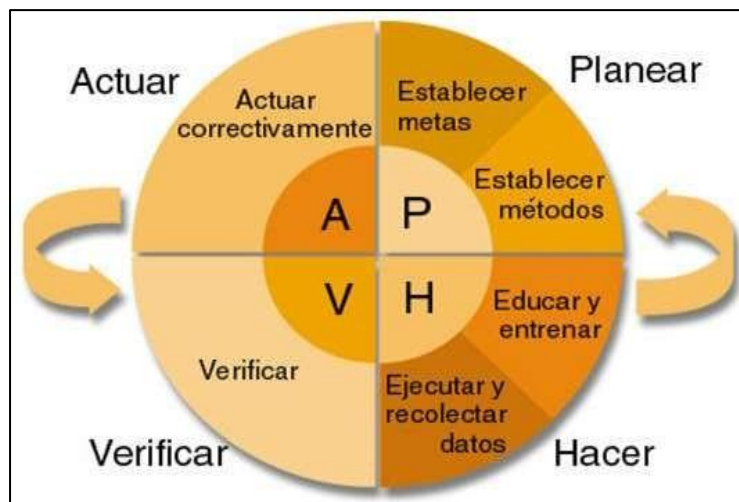 Actuar
Planear
Actuar
correctivamente
Establecer
metas
Establecer
métodos
A
P
V
H
Educar y
entrenar
Verificar
Ejecutar y
recolectar
datos
Verificar
Hacer